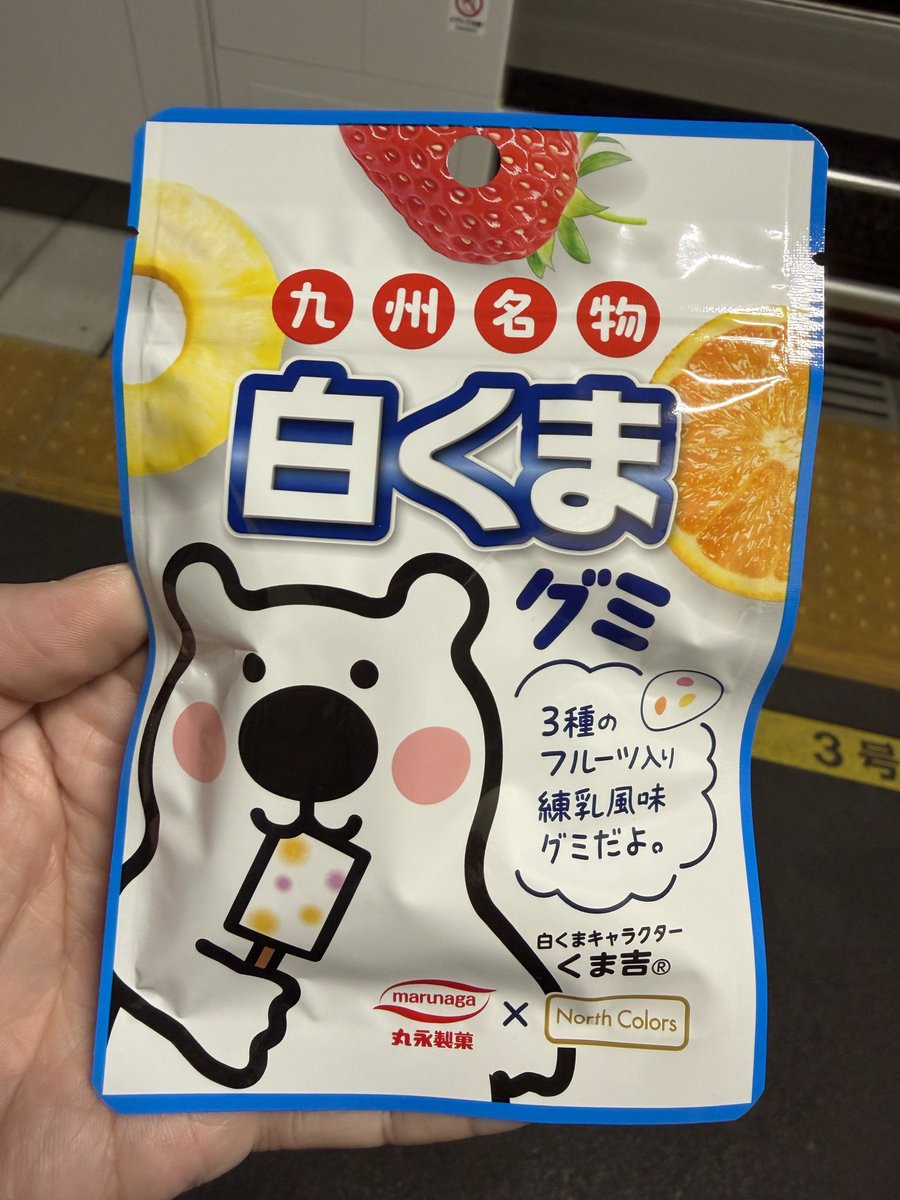 九州名物
白くま
グミ
3種の
フルーツ入り
練乳風味
グミだよ。
白くまキャラクター
くま吉®
marunaga
丸永製菓
×
North Colors
3号